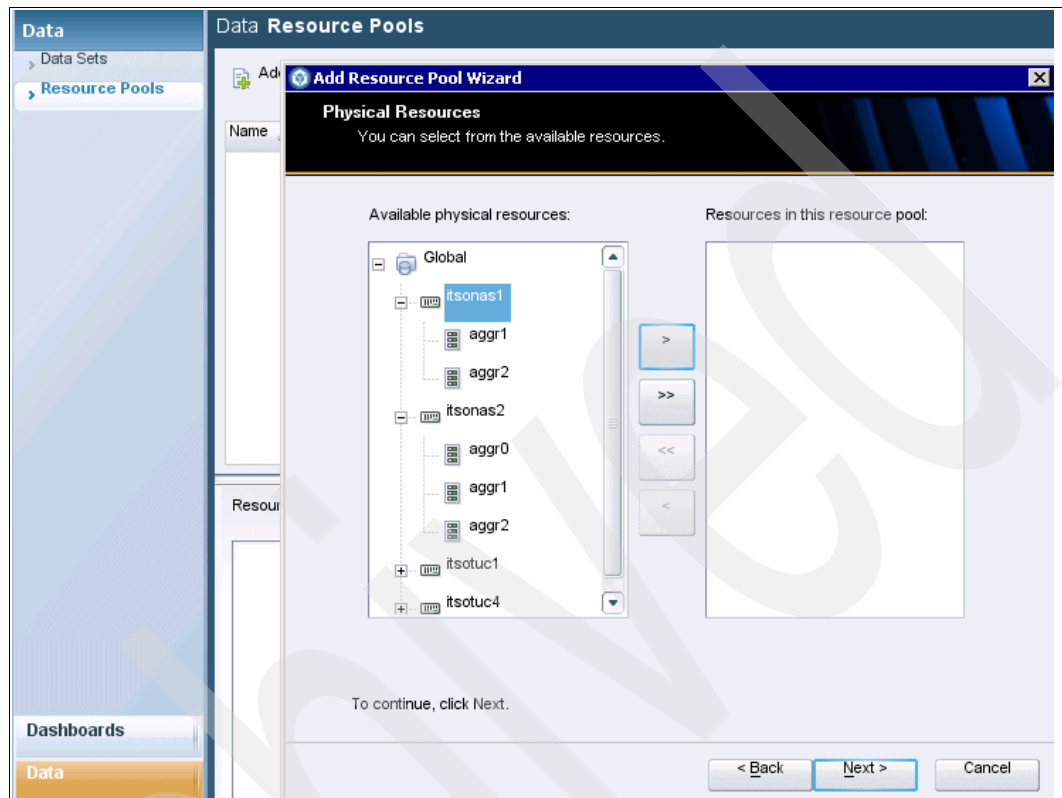 Data
Data Sets
Resource Pools
Dashboards
Data
Data Resource Pools
Add
Name
Resour
Add Resource Pool Wizard
Physical Resources
You can select from the available resources.
Available physical resources:
Global
itsonas1
aggr1
aggr2
itsonas2
aggr0
aggr1
aggr2
itsotuc1
itsotuc4
>
>>
<<
<
Resources in this resource pool:
To continue, click Next.
< Back
Next >
Cancel